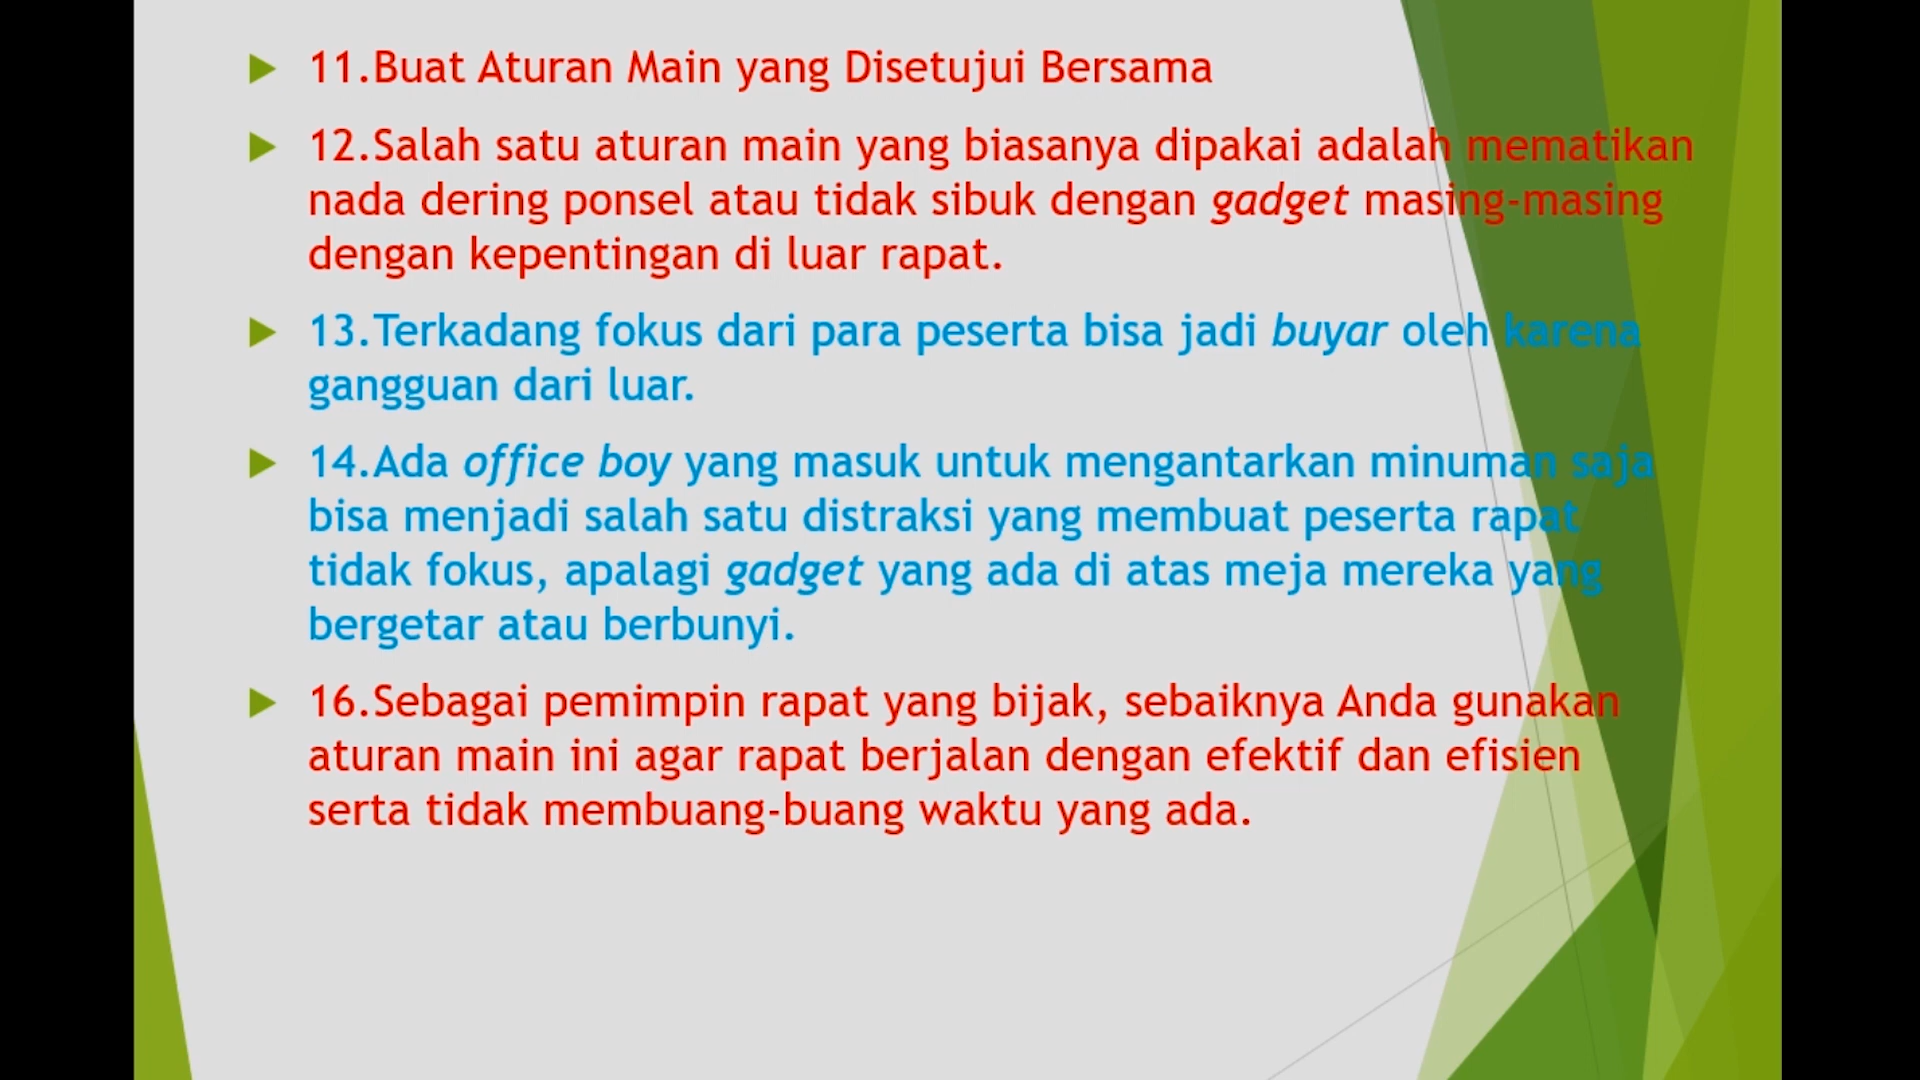 11.Buat Aturan Main yang Disetujui Bersama
12.Salah satu aturan main yang biasanya dipakai adalah mematikan
nada dering ponsel atau tidak sibuk dengan gadget masing-masing
dengan kepentingan di luar rapat.
13.Terkadang fokus dari para peserta bisa jadi buyar oleh karena
gangguan dari luar.
14.Ada office boy yang masuk untuk mengantarkan minuman saja
bisa menjadi salah satu distraksi yang membuat peserta rapat
tidak fokus, apalagi gadget yang ada di atas meja mereka yang
bergetar atau berbunyi.
16.Sebagai pemimpin rapat yang bijak, sebaiknya Anda gunakan
aturan main ini agar rapat berjalan dengan efektif dan efisien
serta tidak membuang-buang waktu yang ada.